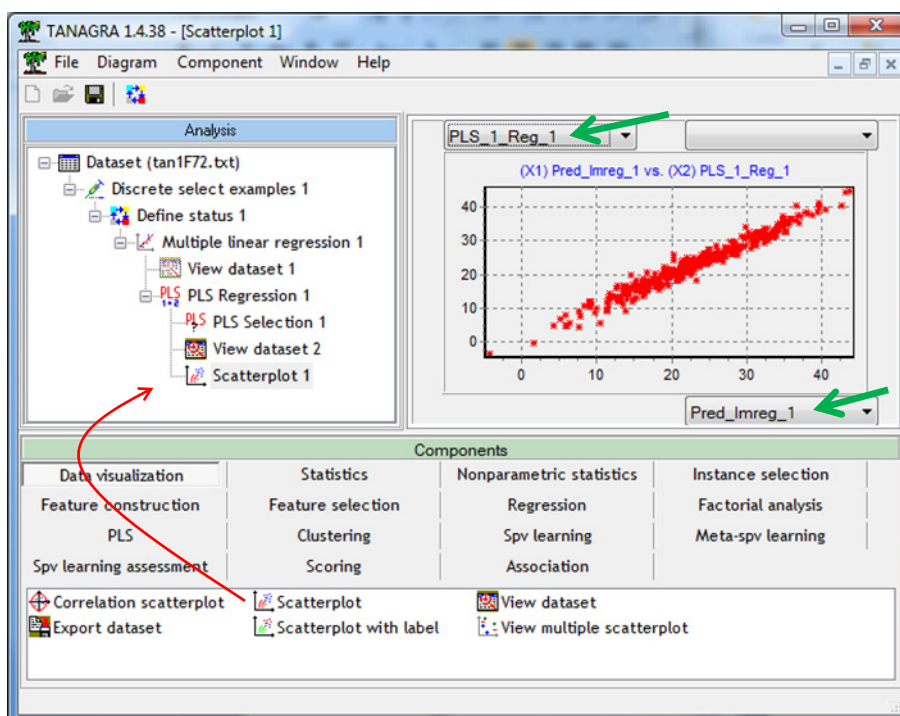 TANAGRA 1.4.38 - [Scatterplot 1]
File Diagram Component Window Help
Analysis
Dataset (tan1F72.txt)
Discrete select examples 1
Define status 1
Multiple linear regression 1
View dataset 1
PLS Regression 1
PLS Selection 1
View dataset 2
Scatterplot 1
PLS_1_Reg_1
(X1) Pred_lmreg_1 vs. (X2) PLS_1_Reg_1
40
30
20
10
0
0 10 20 30 40
Pred_lmreg_1
Components
Data visualization Statistics Nonparametric statistics Instance selection
Feature construction Feature selection Regression Factorial analysis
PLS Clustering Spv learning Meta-spv learning
Spv learning assessment Scoring Association
Correlation scatterplot Scatterplot View dataset
Export dataset Scatterplot with label View multiple scatterplot